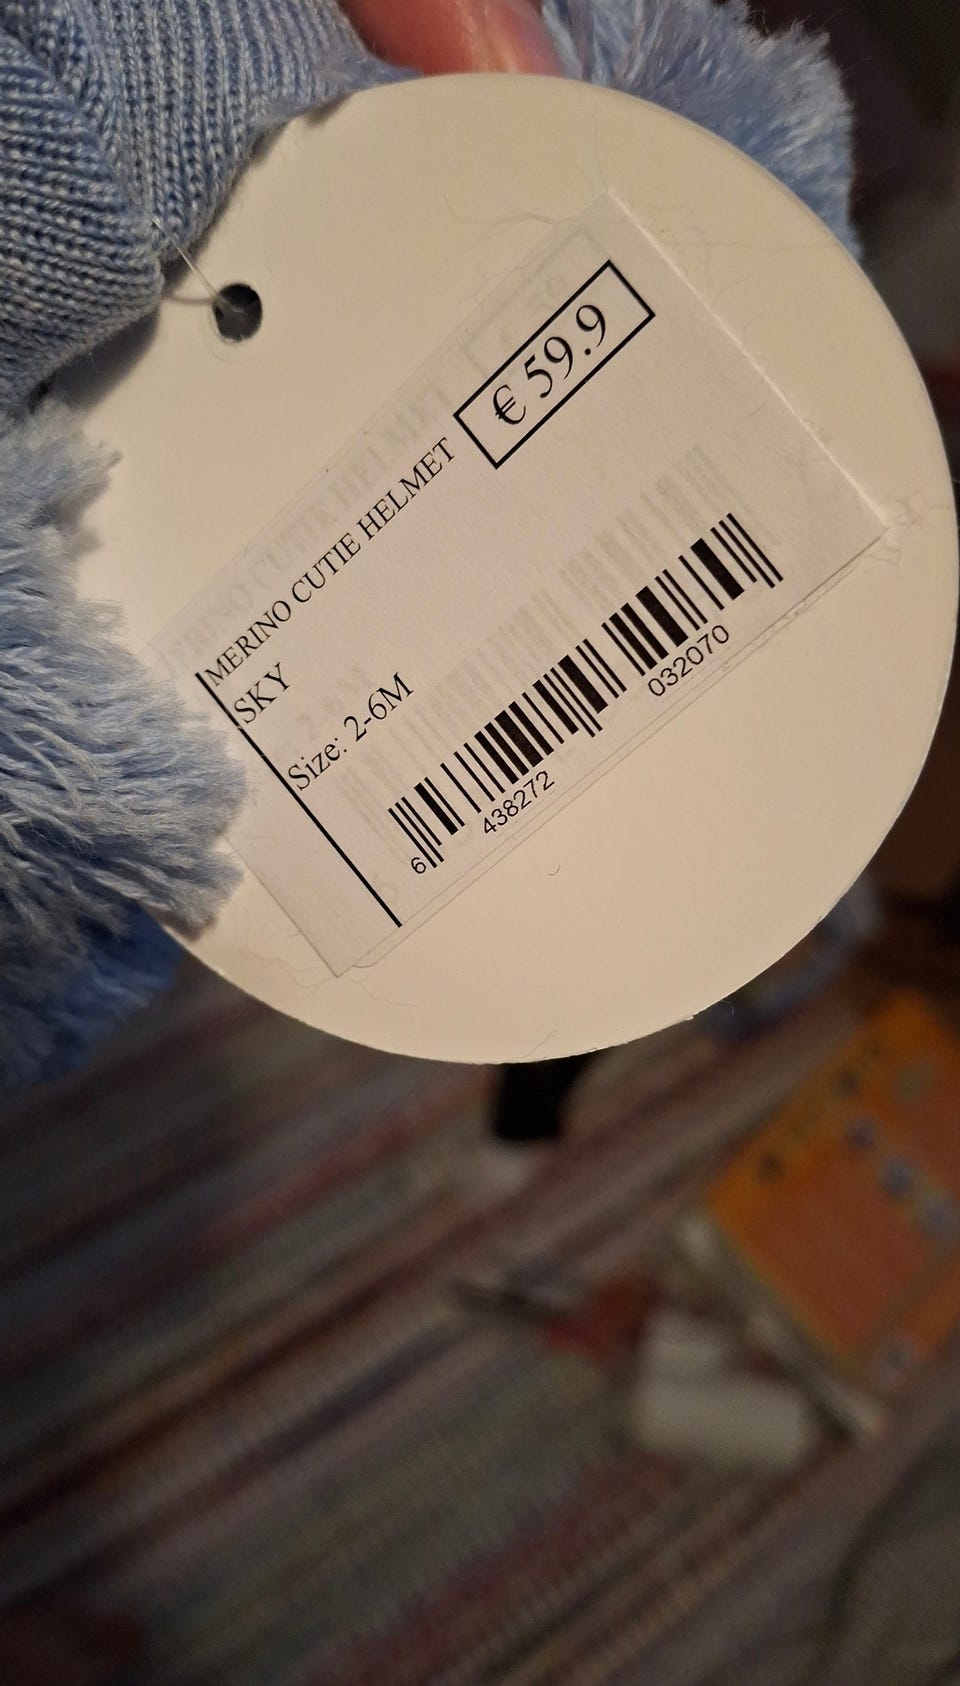 € 59.9
MERINO CUTIE HELMET
SKY
Size: 2-6M
6 438272 032070